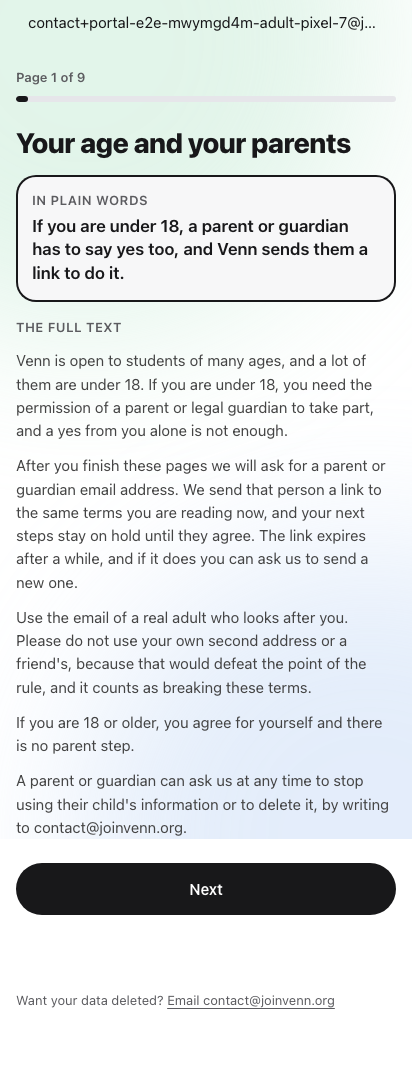 contact+portal-e2e-mwymgd4m-adult-pixel-7@j...
Page 1 of 9
Your age and your parents
IN PLAIN WORDS
If you are under 18, a parent or guardian
has to say yes too, and Venn sends them a
link to do it.
THE FULL TEXT
Venn is open to students of many ages, and a lot of
them are under 18. If you are under 18, you need the
permission of a parent or legal guardian to take part,
and a yes from you alone is not enough.
After you finish these pages we will ask for a parent or
guardian email address. We send that person a link to
the same terms you are reading now, and your next
steps stay on hold until they agree. The link expires
after a while, and if it does you can ask us to send a
new one.
Use the email of a real adult who looks after you.
Please do not use your own second address or a
friend's, because that would defeat the point of the
rule, and it counts as breaking these terms.
If you are 18 or older, you agree for yourself and there
is no parent step.
A parent or guardian can ask us at any time to stop
using their child's information or to delete it, by writing
to contact@joinvenn.org.
Next
Want your data deleted? Email contact@joinvenn.org